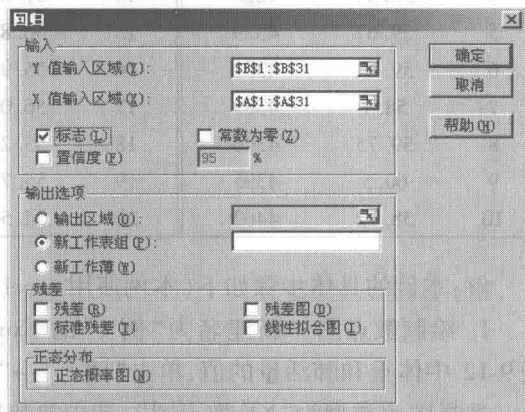 回归
输入
Y 值输入区域(Y): $B$1:$B$31
X 值输入区域(X): $A$1:$A$31
标志(L) 常数为零(Z)
置信度(F) 95 %
确定
取消
帮助(H)
输出选项
输出区域(O):
新工作表组(P):
新工作薄(W)
残差
残差(R) 残差图(D)
标准残差(T) 线性拟合图(I)
正态分布
正态概率图(N)